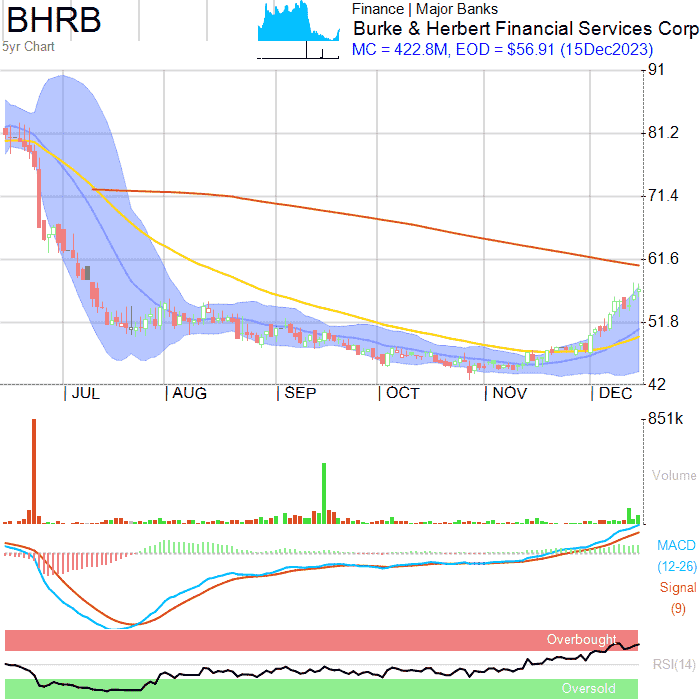 BHRB
5yr Chart
Finance | Major Banks
Burke & Herbert Financial Services Corp
MC = 422.8M, EOD = $56.91 (15Dec2023)
91
81.2
71.4
61.6
51.8
42
JUL AUG SEP OCT NOV DEC
851k
Volume
MACD
(12-26)
Signal
(9)
Overbought
RSI(14)
Oversold